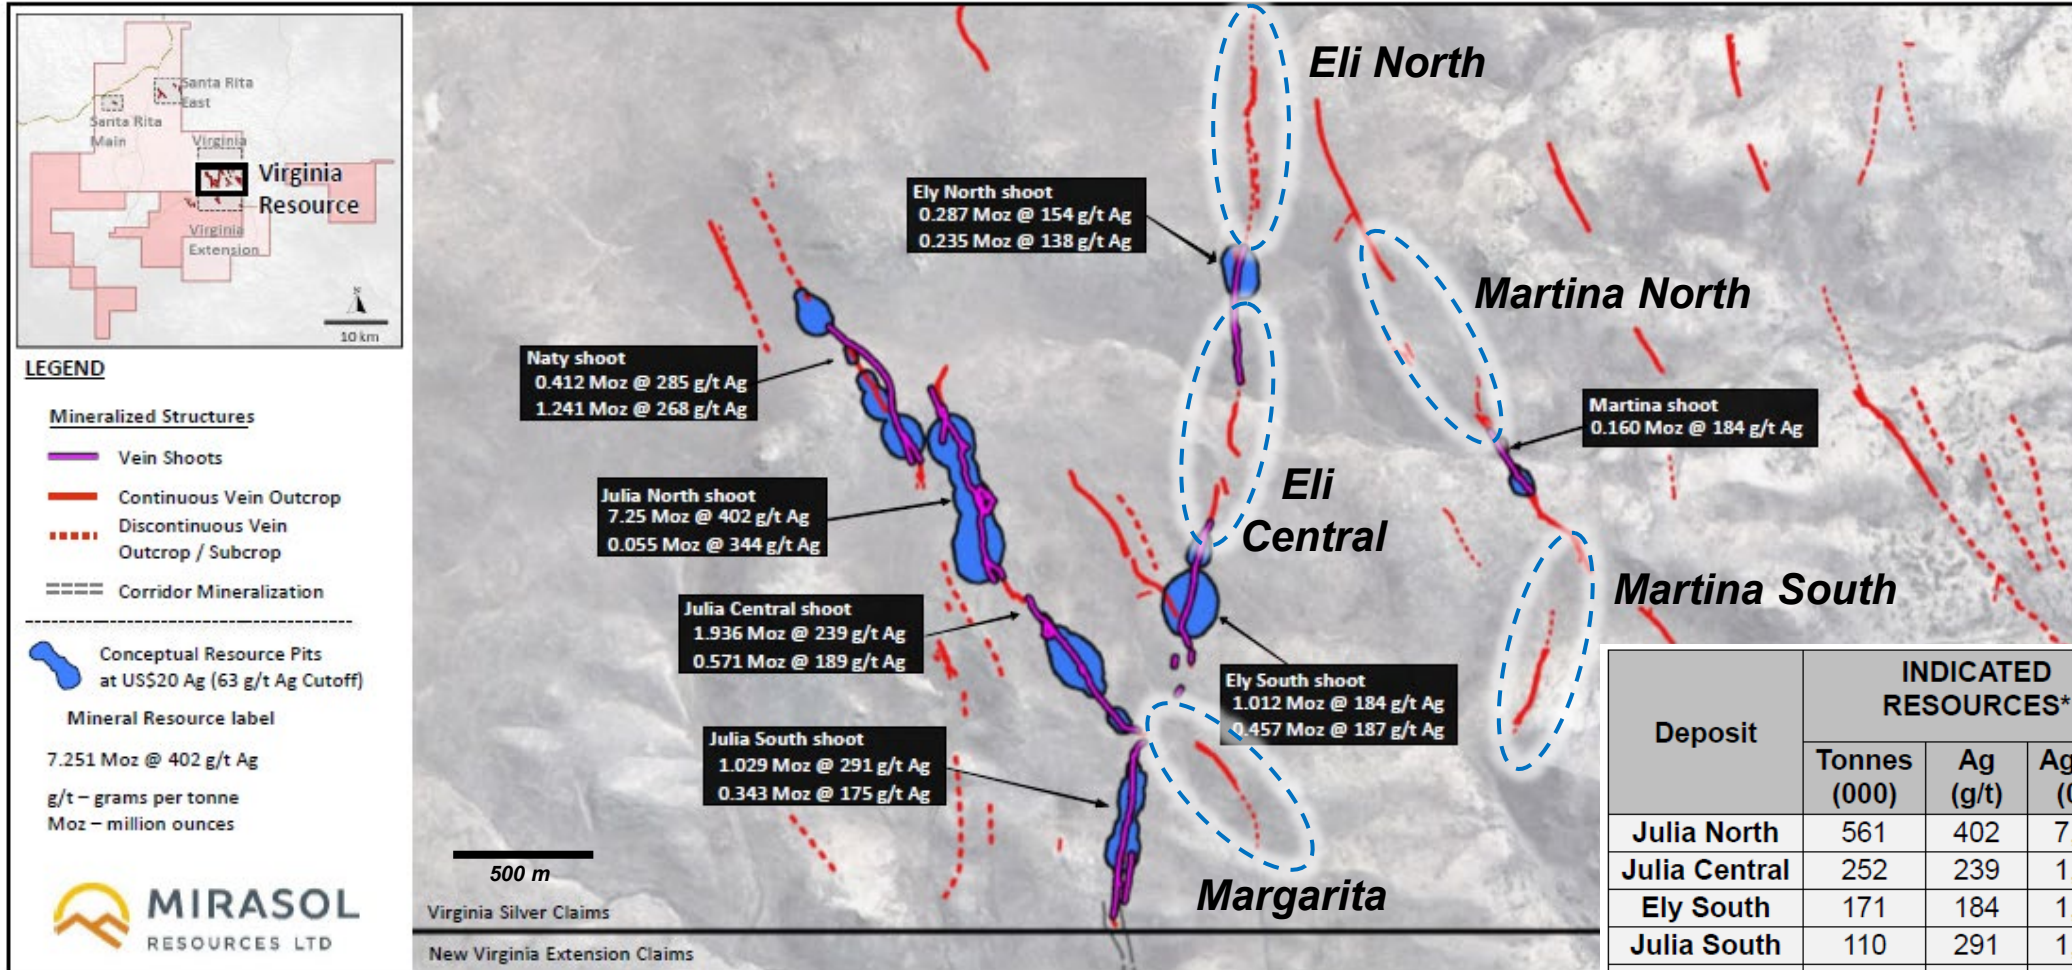 Santa Rita
East
Santa Rita
Main
Virginia
Virginia
Resource
Virginia
Extension
N
10 km
LEGEND
Mineralized Structures
Vein Shoots
Continuous Vein Outcrop
Discontinuous Vein
Outcrop / Subcrop
Corridor Mineralization
Conceptual Resource Pits
at US$20 Ag (63 g/t Ag Cutoff)
Mineral Resource label
7.251 Moz @ 402 g/t Ag
g/t – grams per tonne
Moz – million ounces
MIRASOL
RESOURCES LTD
Eli North
Ely North shoot
0.287 Moz @ 154 g/t Ag
0.235 Moz @ 138 g/t Ag
Martina North
Naty shoot
0.412 Moz @ 285 g/t Ag
1.241 Moz @ 268 g/t Ag
Martina shoot
0.160 Moz @ 184 g/t Ag
Julia North shoot
7.25 Moz @ 402 g/t Ag
0.055 Moz @ 344 g/t Ag
Eli
Central
Martina South
Julia Central shoot
1.936 Moz @ 239 g/t Ag
0.571 Moz @ 189 g/t Ag
Ely South shoot
1.012 Moz @ 184 g/t Ag
0.457 Moz @ 187 g/t Ag
Julia South shoot
1.029 Moz @ 291 g/t Ag
0.343 Moz @ 175 g/t Ag
Margarita
500 m
Virginia Silver Claims
New Virginia Extension Claims
Deposit
INDICATED
RESOURCES*
Tonnes
(000)
Ag
(g/t)
Ag
Julia North 561 402 7
Julia Central 252 239 1
Ely South 171 184 1
Julia South 110 291 1